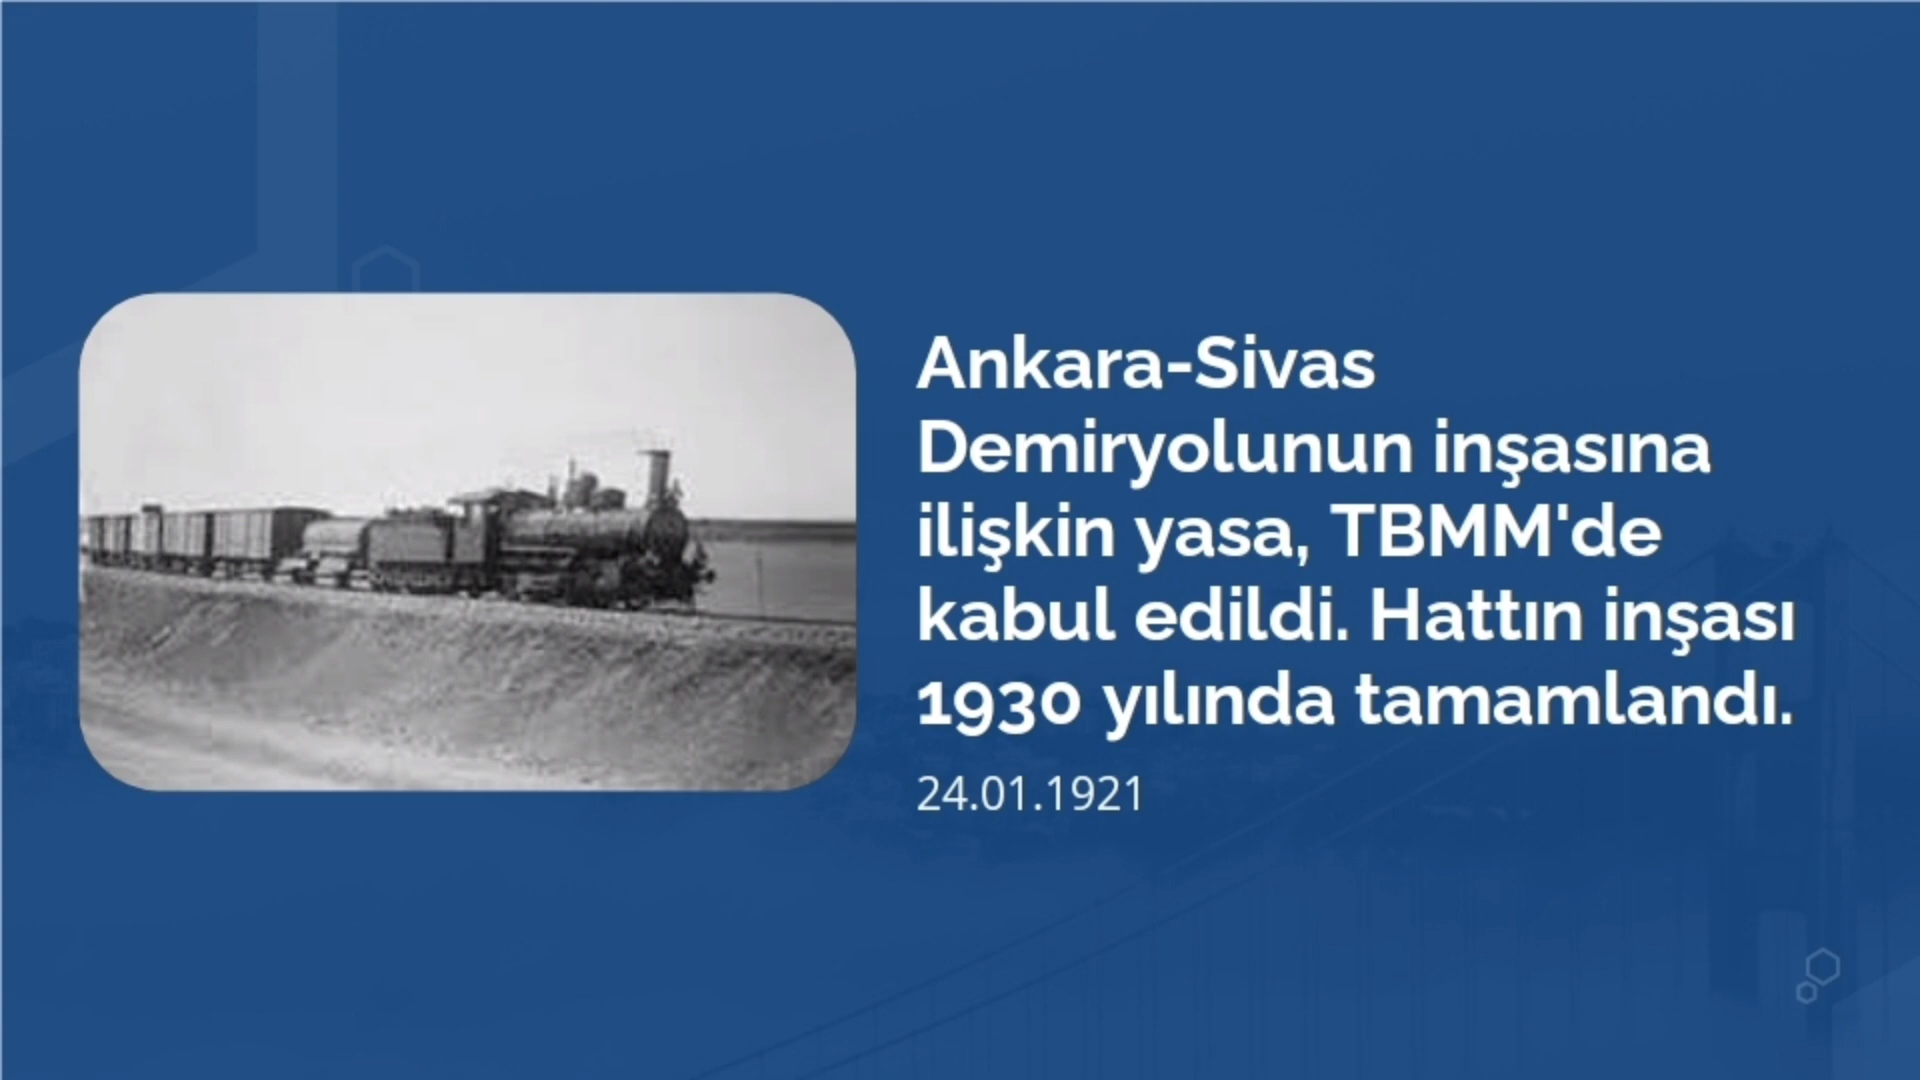 Ankara-Sivas
Demiryolunun inşasına
ilişkin yasa, TBMM'de
kabul edildi. Hattın inşası
1930 yılında tamamlandı.
24.01.1921